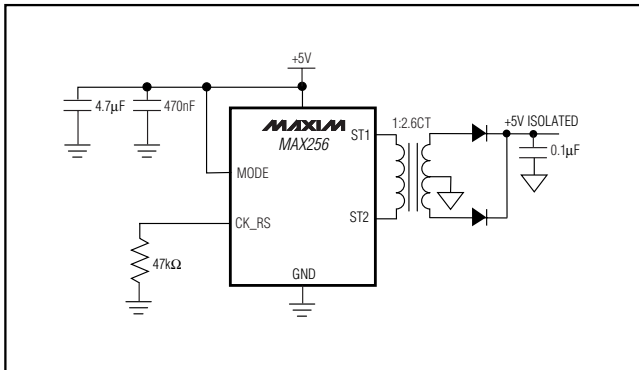 +5V
4.7μF
470nF
MAXIM
MAX256
ST1
1:2.6CT
+5V ISOLATED
0.1μF
MODE
ST2
CK_RS
47kΩ
GND